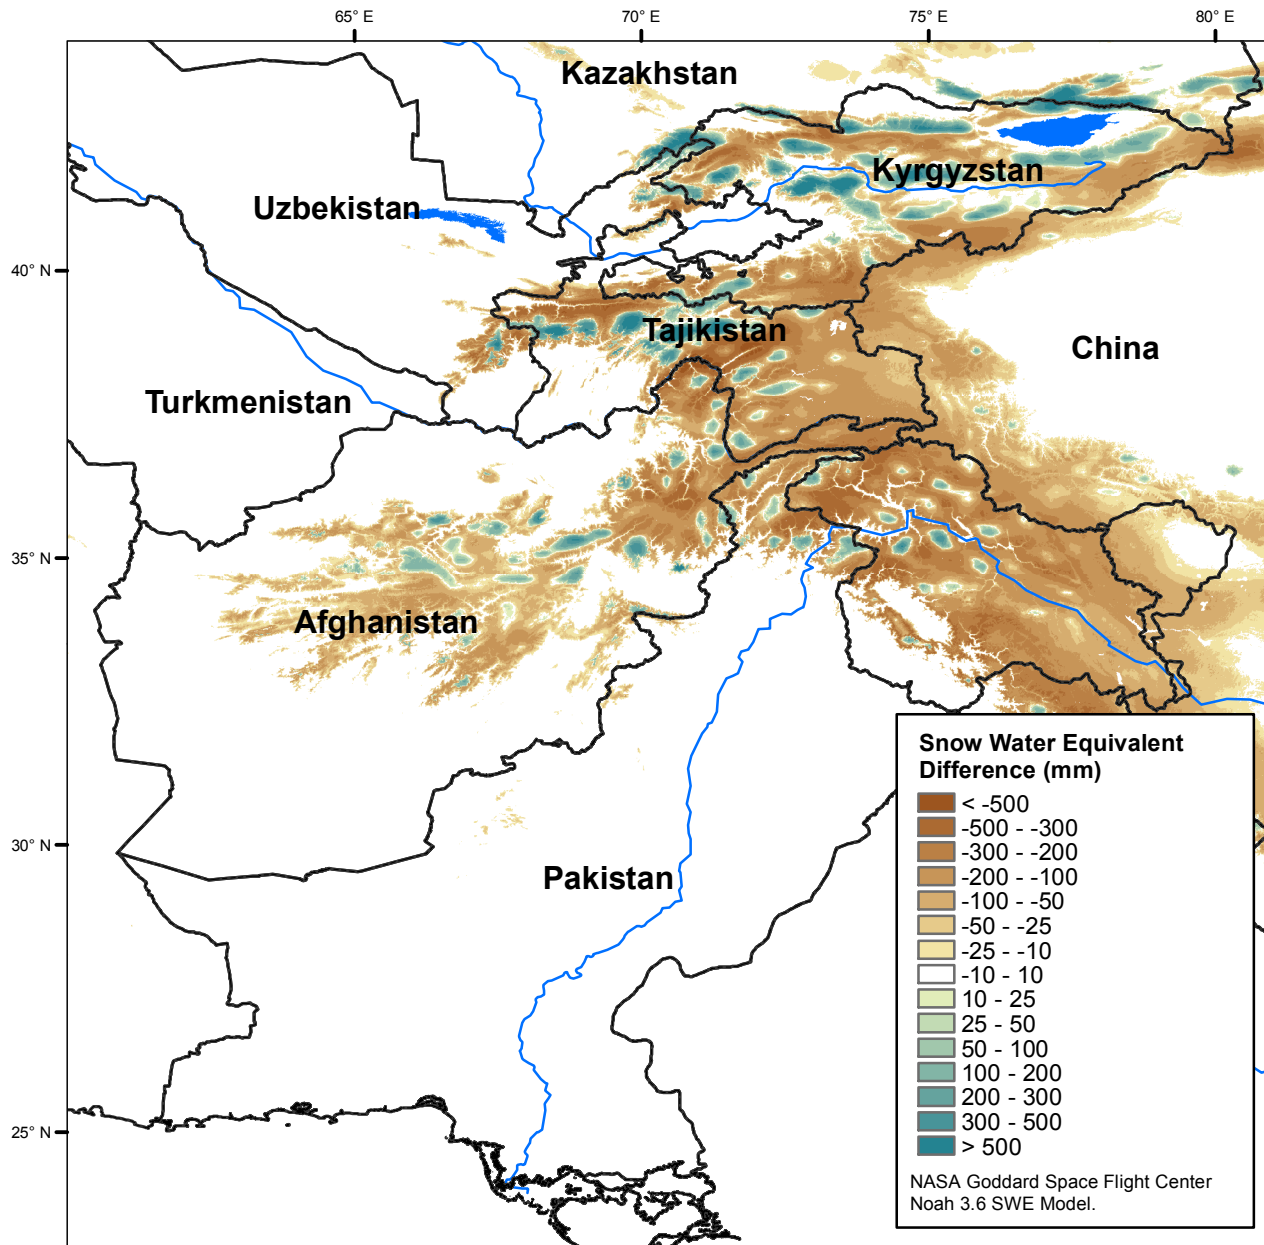 65° E
70° E
75° E
80° E
Kazakhstan
Kyrgyzstan
Uzbekistan
40° N
Tajikistan
China
Turkmenistan
35° N
Afghanistan
Snow Water Equivalent
Difference (mm)
< -500
-500 - -300
-300 - -200
-200 - -100
-100 - -50
-50 - -25
-25 - -10
-10 - 10
10 - 25
25 - 50
50 - 100
100 - 200
200 - 300
300 - 500
> 500
NASA Goddard Space Flight Center
Noah 3.6 SWE Model.
30° N
Pakistan
25° N